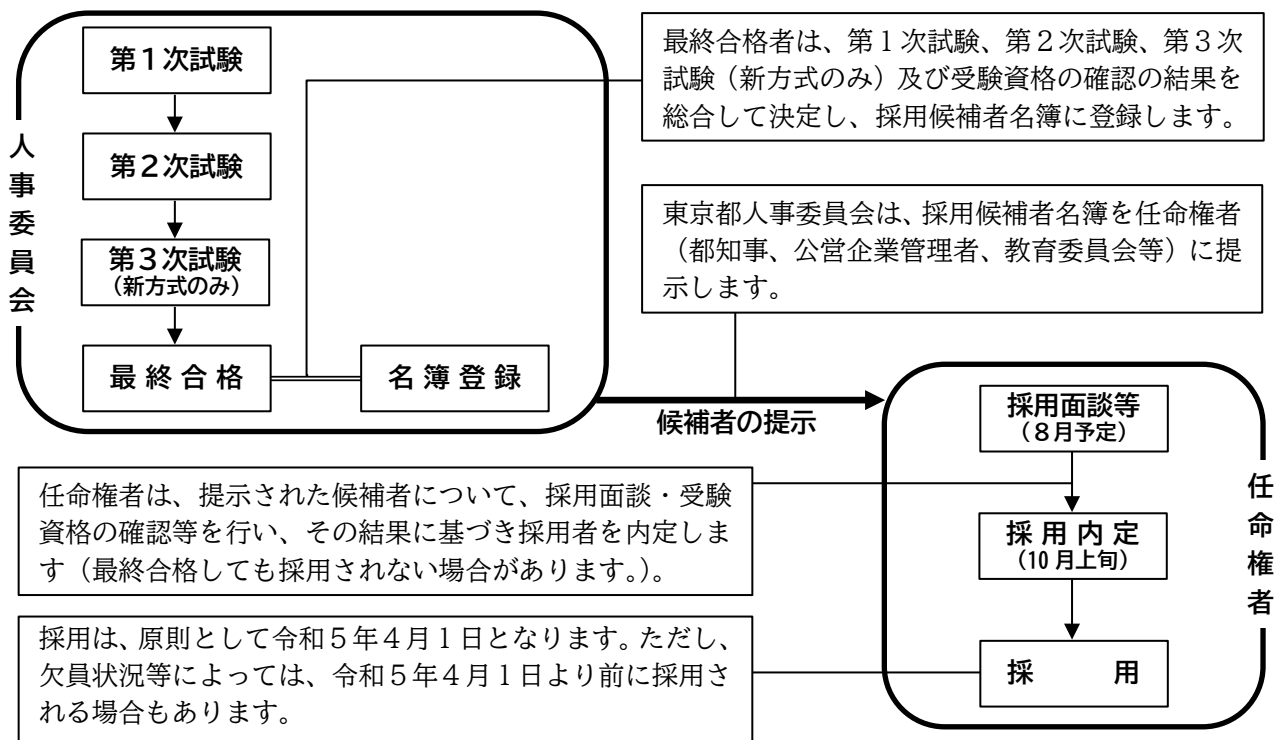 人事委員会
第1次試験
第2次試験
第3次試験
（新方式のみ）
最終合格
名簿登録
最終合格者は、第１次試験、第２次試験、第３次
試験（新方式のみ）及び受験資格の確認の結果を
総合して決定し、採用候補者名簿に登録します。
東京都人事委員会は、採用候補者名簿を任命権者
（都知事、公営企業管理者、教育委員会等）に提
示します。
候補者の提示
任命権者
採用面談等
（８月予定）
採用内定
（10月上旬）
採　　用
任命権者は、提示された候補者について、採用面談・受験
資格の確認等を行い、その結果に基づき採用者を内定しま
す（最終合格しても採用されない場合があります。）。
採用は、原則として令和５年４月１日となります。ただし、
欠員状況等によっては、令和５年４月１日より前に採用さ
れる場合もあります。